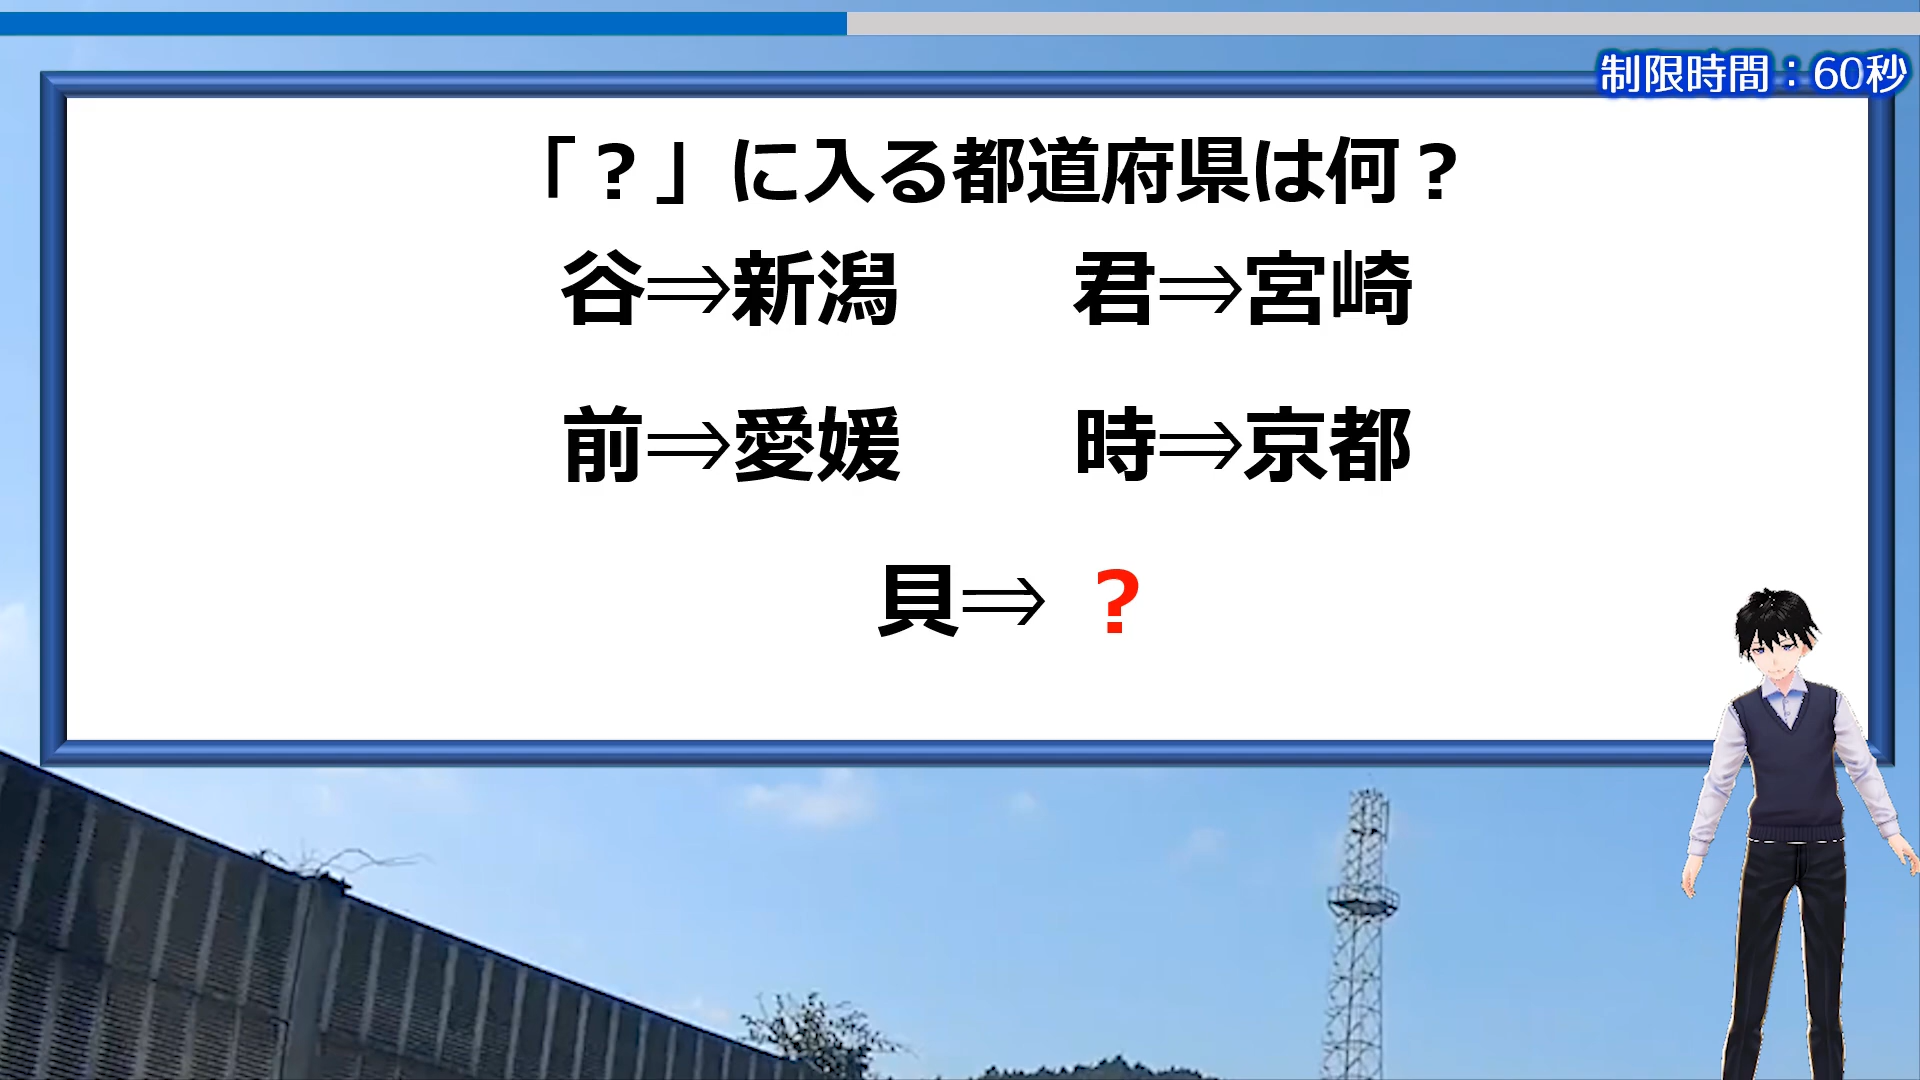 制限時間：60秒
「？」に入る都道府県は何？
谷⇒新潟　君⇒宮崎
前⇒愛媛　時⇒京都
貝⇒？